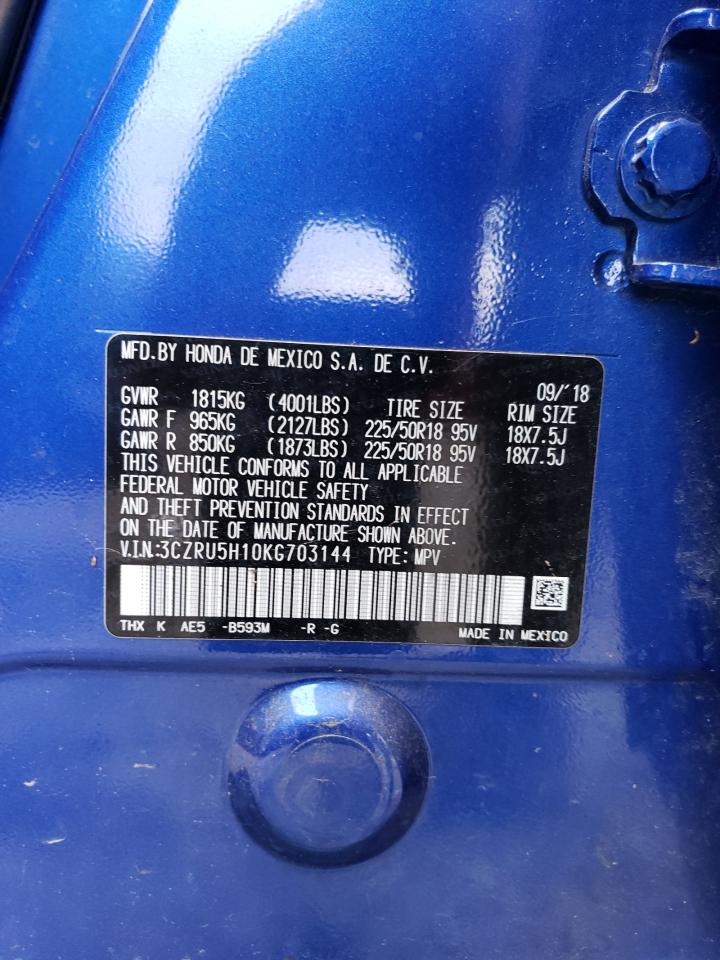 MFD.BY HONDA DE MEXICO S.A. DE C.V.
09/'18
GVWR 1815KG (4001LBS) TIRE SIZE RIM SIZE
GAWR F 965KG (2127LBS) 225/50R18 95V 18X7.5J
GAWR R 850KG (1873LBS) 225/50R18 95V 18X7.5J
THIS VEHICLE CONFORMS TO ALL APPLICABLE
FEDERAL MOTOR VEHICLE SAFETY
AND THEFT PREVENTION STANDARDS IN EFFECT
ON THE DATE OF MANUFACTURE SHOWN ABOVE.
V.I.N.:3CZRU5H10KG703144 TYPE: MPV
THX K AE5 -B593M -R -G MADE IN MEXICO